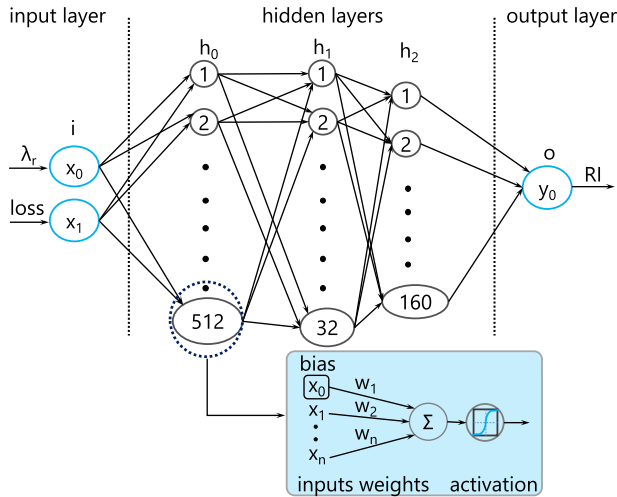 input layer
hidden layers
output layer
h₀
h₁
h₂
i
1
1
1
2
2
2
λᵣ
x₀
o
y₀
RI
loss
x₁
512
32
160
bias
x₀
w₁
x₁
w₂
Σ
wₙ
xₙ
inputs weights activation